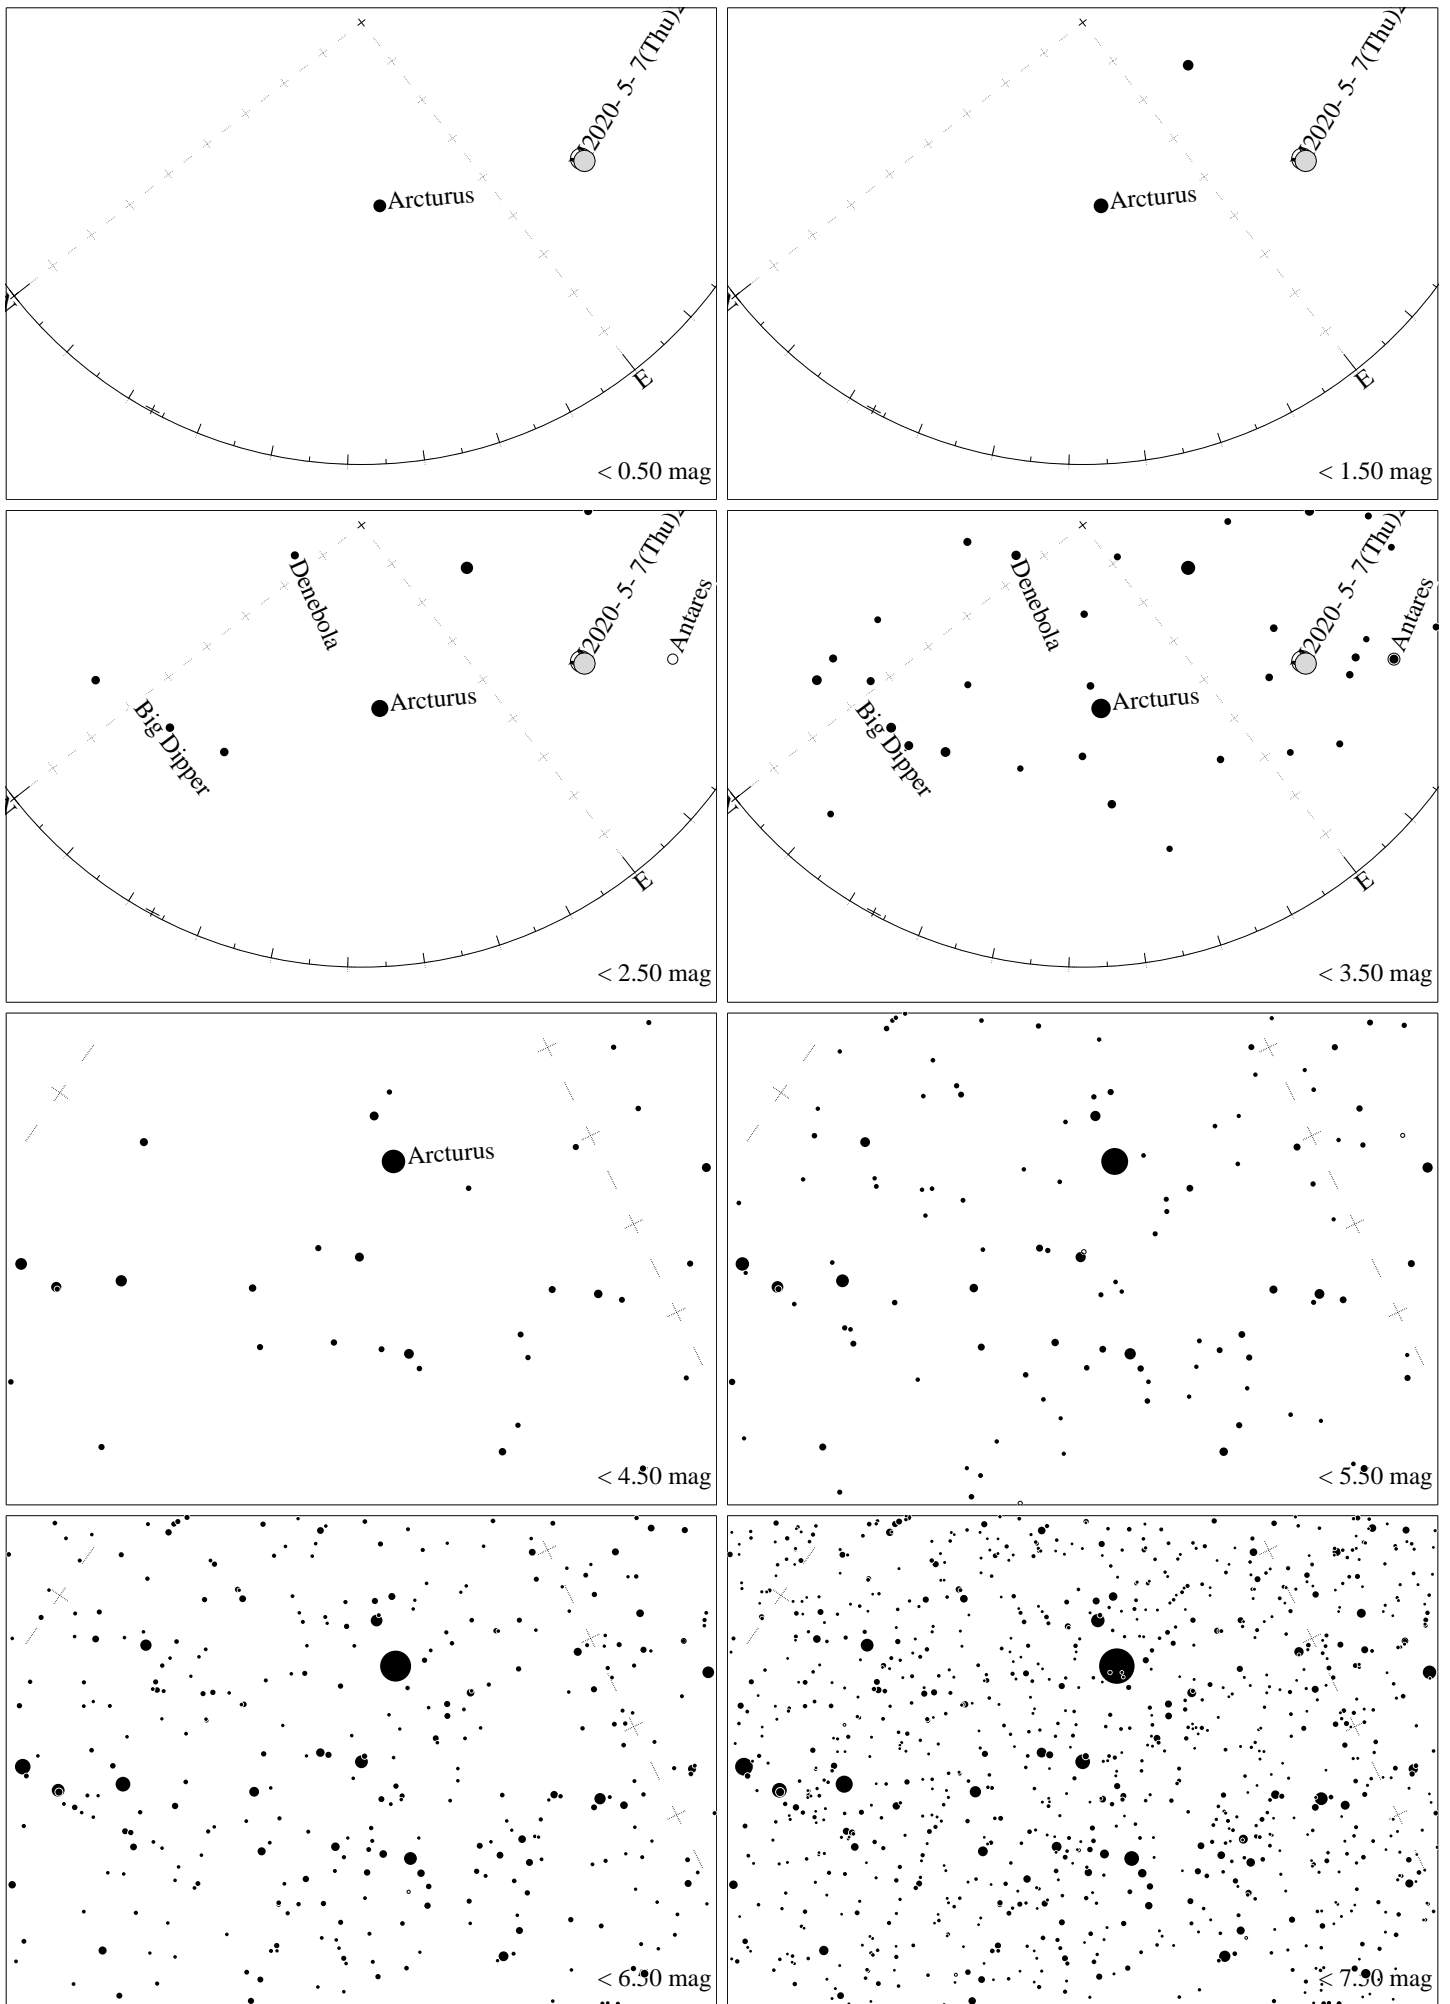 2020- 5- 7(Thu)
Arcturus
E
< 0.50 mag
2020- 5- 7(Thu)
Arcturus
E
< 1.50 mag
2020- 5- 7(Thu)
Denebola
Antares
Arcturus
Big Dipper
E
< 2.50 mag
2020- 5- 7(Thu)
Denebola
Antares
Arcturus
Big Dipper
E
< 3.50 mag
Arcturus
< 4.50 mag
< 5.50 mag
< 6.50 mag
< 7.50 mag